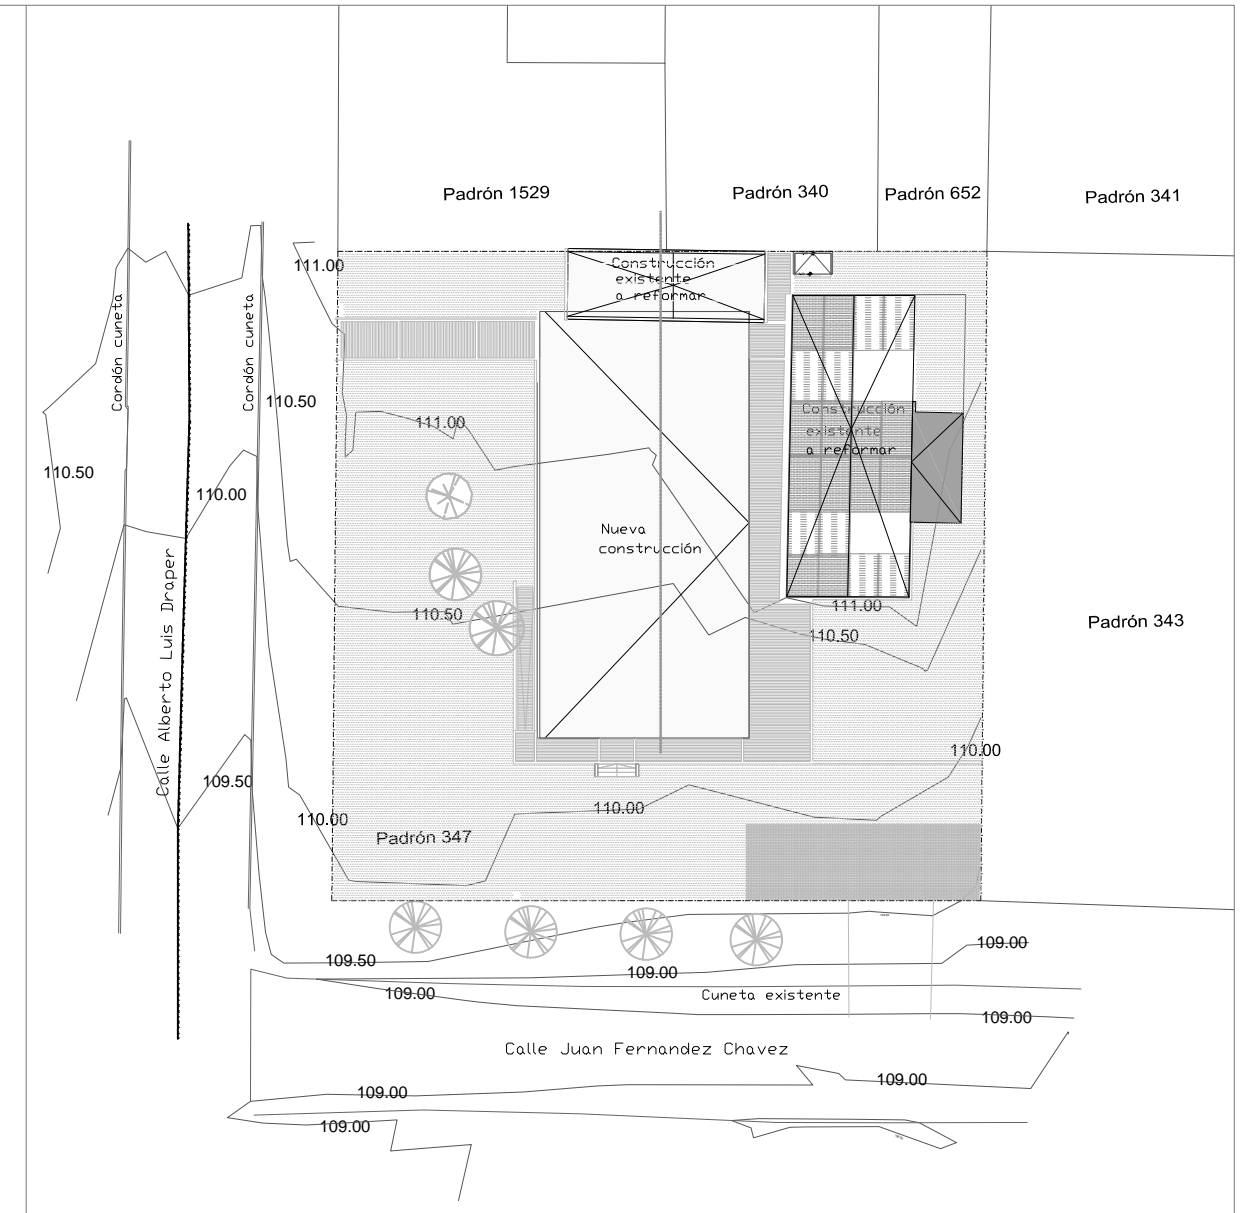 Padrón 1529
Padrón 340
Padrón 652
Padrón 341
111.00
Construcción
existente
a reformar
Cordón cuneta
Cordón cuneta
110.50
111.00
Construcción
existente
a reformar
110.50
110.00
Nueva
construcción
Calle Alberto Luis Draper
110.50
111.00
110.50
Padrón 343
110.00
109.50
110.00
110.00
Padrón 347
109.50
109.00
109.00
109.00
Cuneta existente
109.00
Calle Juan Fernandez Chavez
109.00
109.00
109.00